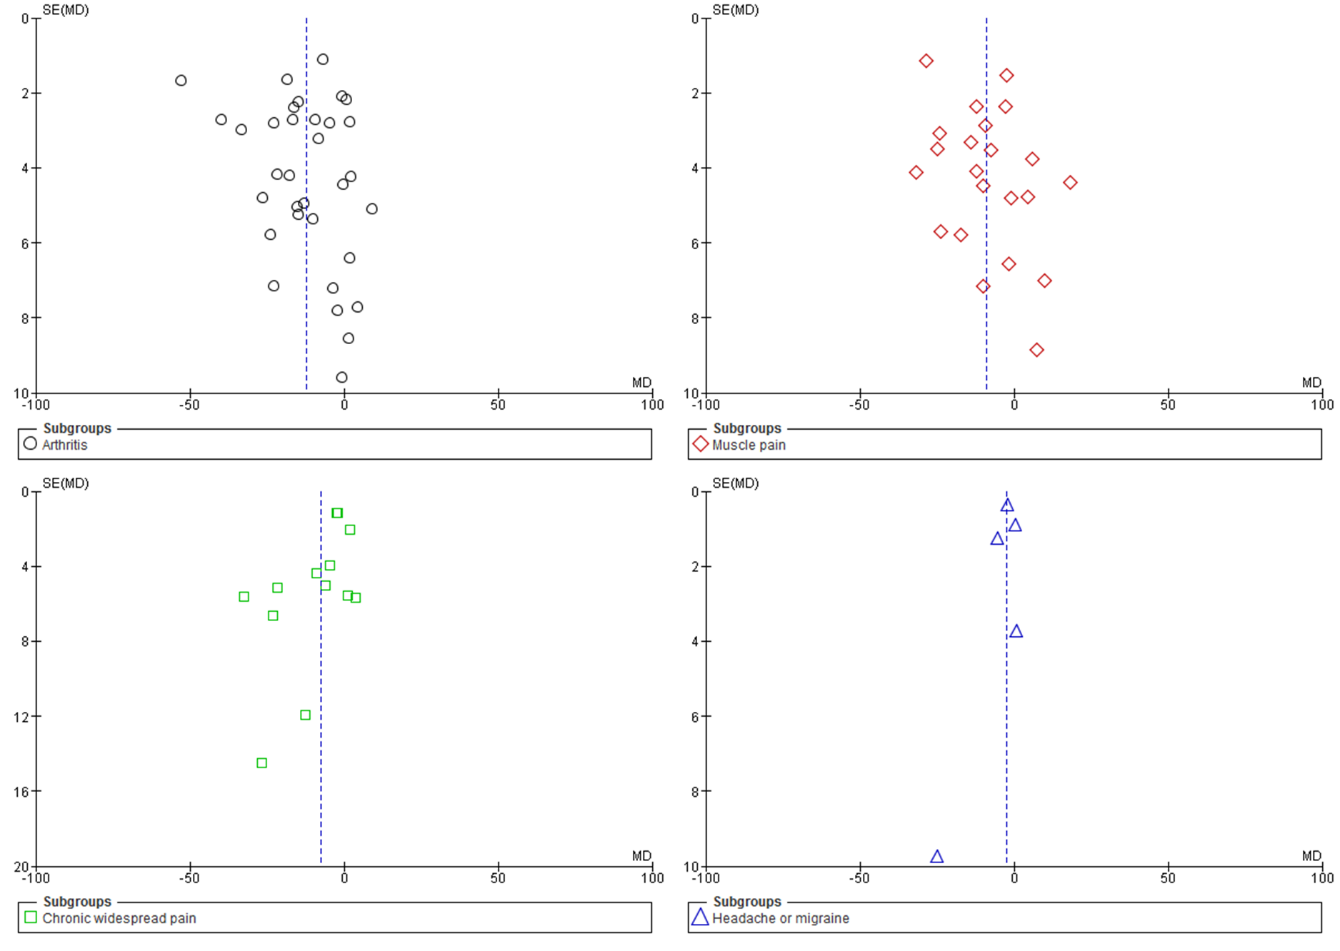 SE(MD)
0
2
4
6
8
10
-100
-50
0
50
100
MD
Subgroups
Arthritis
SE(MD)
0
2
4
6
8
10
-100
-50
0
50
100
MD
Subgroups
Muscle pain
SE(MD)
0
4
8
12
16
20
-100
-50
0
50
100
MD
Subgroups
Chronic widespread pain
SE(MD)
0
2
4
6
8
10
-100
-50
0
50
100
MD
Subgroups
Headache or migraine